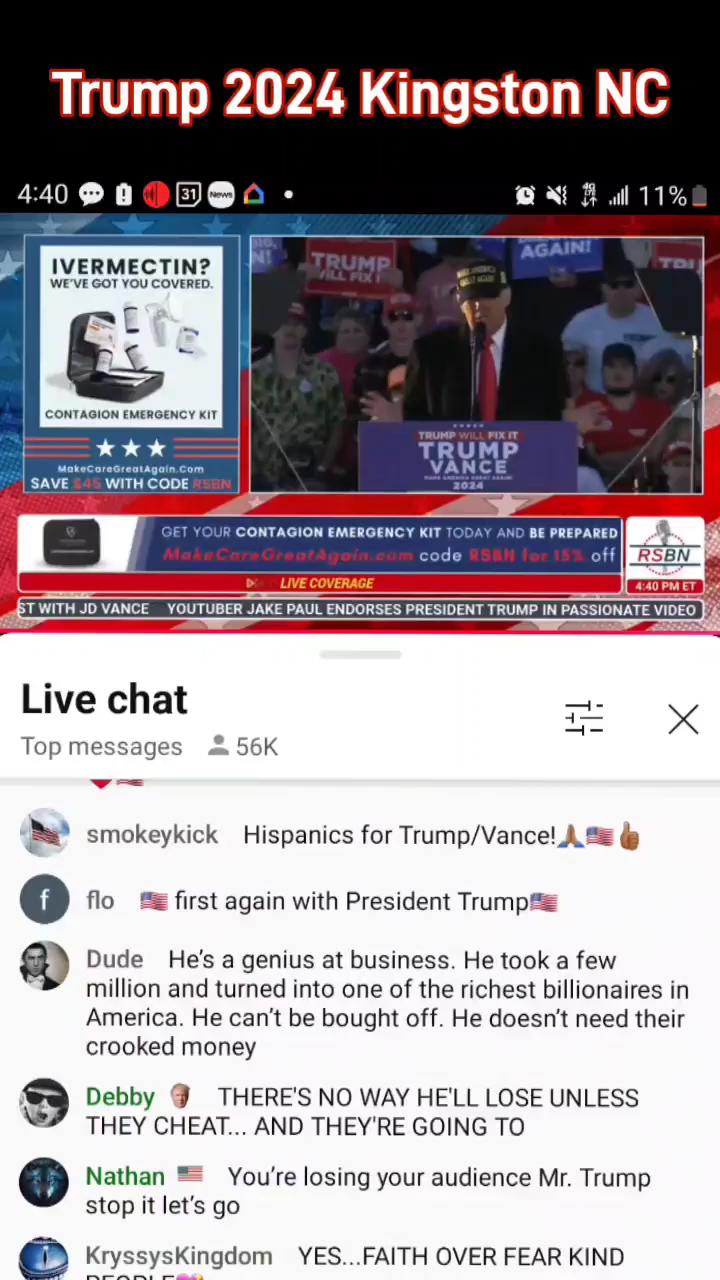 Trump 2024 Kingston NC
4:40
31
News
4G
11%
IVERMECTIN?
WE'VE GOT YOU COVERED.
CONTAGION EMERGENCY KIT
MakeCareGreatAgain.Com
SAVE $45 WITH CODE RSBN
TRUMP
WILL FIX IT
AGAIN!
MAKE AMERICA
GREAT AGAIN!
TRUMP WILL FIX IT
TRUMP
VANCE
MAKE AMERICA GREAT AGAIN!
2024
GET YOUR CONTAGION EMERGENCY KIT TODAY AND BE PREPARED
MakeCareGreatAgain.com code RSBN for 15% off
RSBN
LIVE COVERAGE
4:40 PM ET
ST WITH JD VANCE YOUTUBER JAKE PAUL ENDORSES PRESIDENT TRUMP IN PASSIONATE VIDEO
Live chat
Top messages 56K
smokeykick Hispanics for Trump/Vance!🙏🏽🇺🇸👍🏽
f flo 🇺🇸 first again with President Trump🇺🇸
Dude He's a genius at business. He took a few
million and turned into one of the richest billionaires in
America. He can't be bought off. He doesn't need their
crooked money
Debby THERE'S NO WAY HE'LL LOSE UNLESS
THEY CHEAT... AND THEY'RE GOING TO
Nathan 🇺🇸 You're losing your audience Mr. Trump
stop it let's go
KryssysKingdom YES...FAITH OVER FEAR KIND
PEOPLE